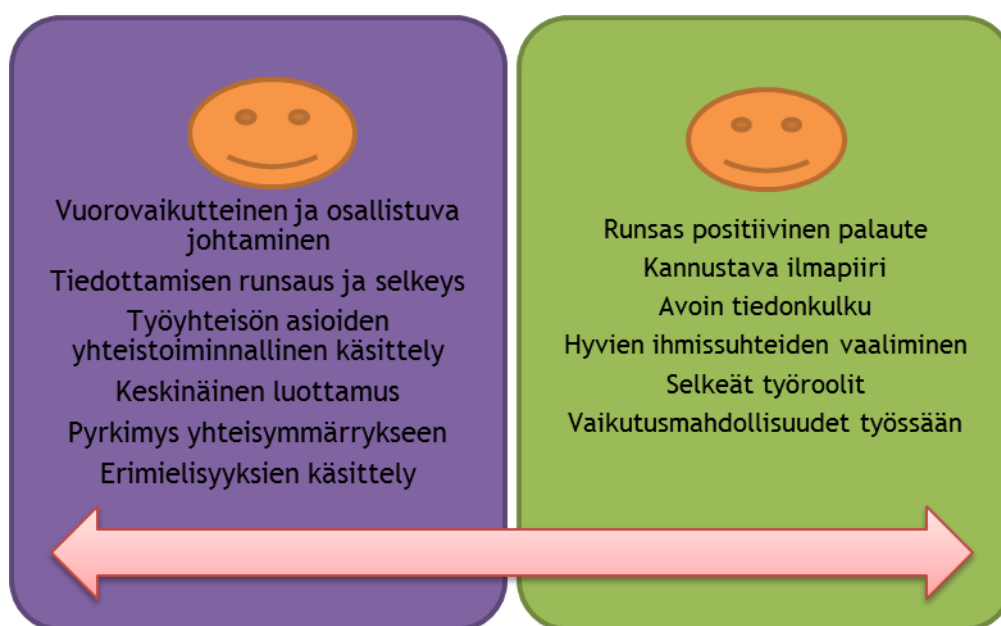 Vuorovaikutteinen ja osallistuva
johtaminen
Tiedottamisen runsaus ja selkeys
Työyhteisön asioiden
yhteistoiminnallinen käsittely
Keskinäinen luottamus
Pyrkimys yhteisymmärrykseen
Erimielisyyksien käsittely
Runsas positiivinen palaute
Kannustava ilmapiiri
Avoin tiedonkulku
Hyvien ihmissuhteiden vaaliminen
Selkeät työroolit
Vaikutusmahdollisuudet työssään